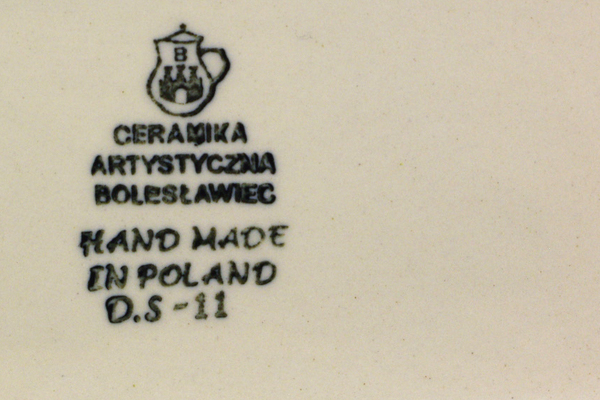 B
CERAMIKA
ARTYSTYCZNA
BOLESŁAWIEC
HAND MADE
IN POLAND
D.S-11